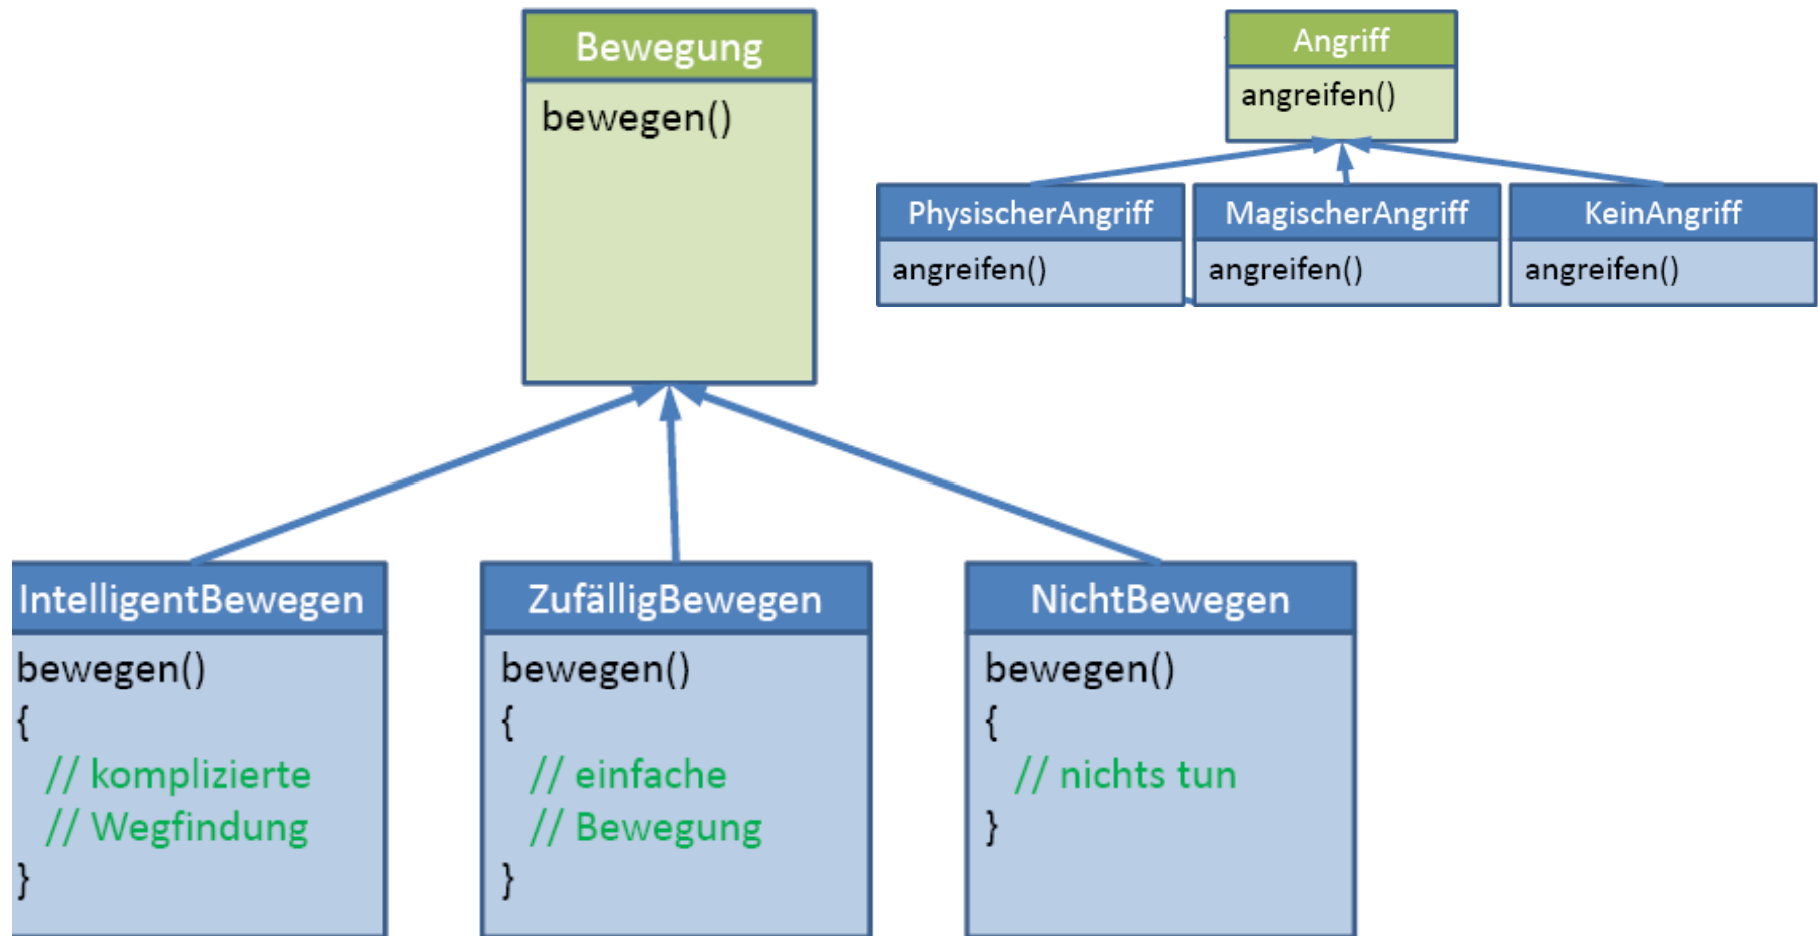 Bewegung
bewegen()
Angriff
angreifen()
PhysischerAngriff
angreifen()
MagischerAngriff
angreifen()
KeinAngriff
angreifen()
IntelligentBewegen
bewegen()
{
// komplizierte
// Wegfindung
}
ZufälligBewegen
bewegen()
{
// einfache
// Bewegung
}
NichtBewegen
bewegen()
{
// nichts tun
}